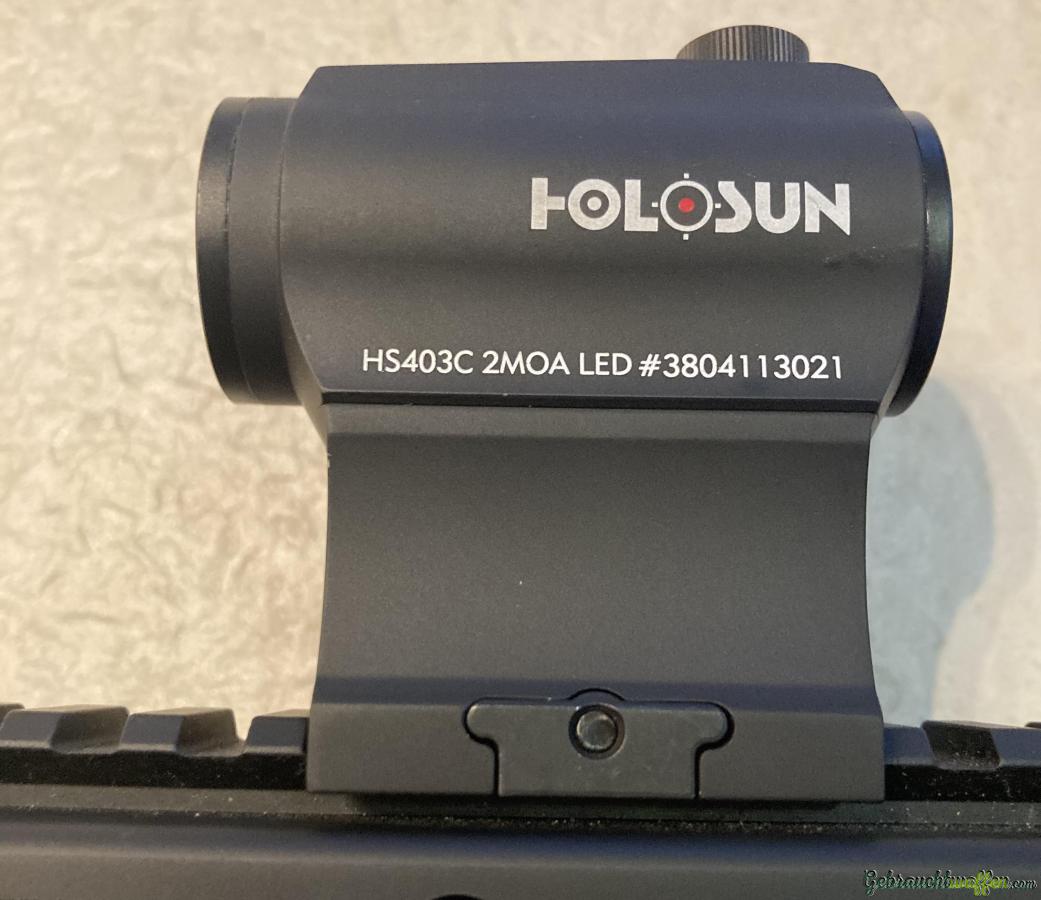 HOLOSUN
HS403C 2MOA LED #3804113021
Gebrauchtwaffen.com